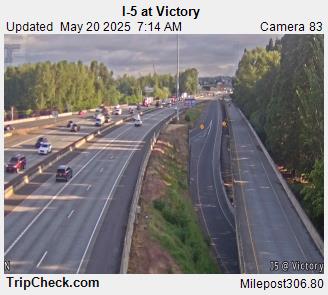 I-5 at Victory
Updated May 20 2025 7:14 AM Camera 83
N
I5 @ Victory
TripCheck.com Milepost306.80